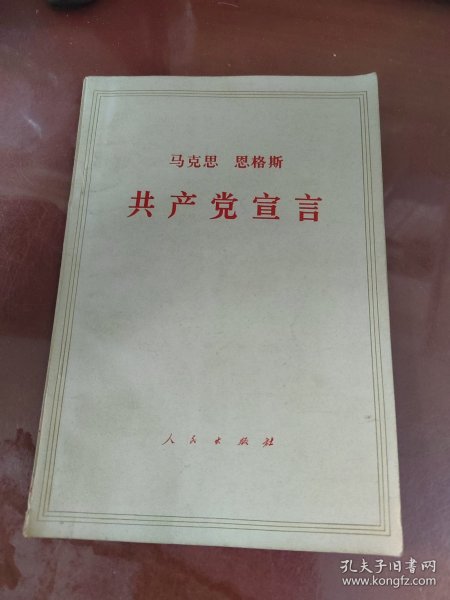 马克思 恩格斯
共产党宣言
人民出版社
孔夫子旧书网
www.kongfz.com